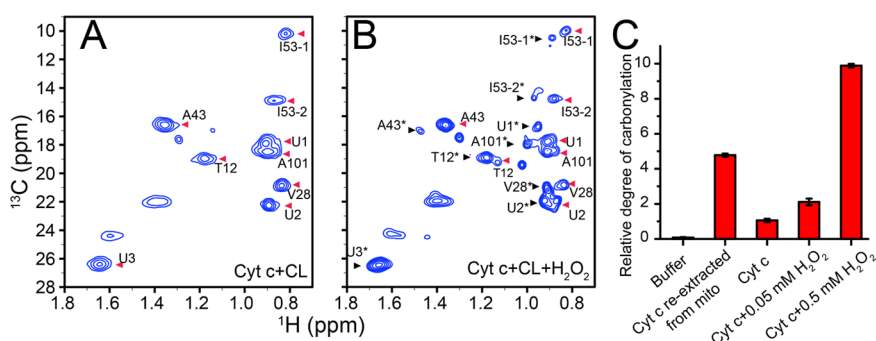 A
B
C
10
12
14
16
18
20
22
24
26
28
13C (ppm)
I53-1
I53-2
A43
U1
A101
T12
V28
U2
U3
Cyt c+CL
1.8 1.6 1.4 1.2 1.0 0.8
I53-1*
I53-1
I53-2*
I53-2
A43*
A43
U1*
U1
A101*
A101
T12*
T12
V28*
V28
U2*
U2
U3*
Cyt c+CL+H2O2
1.8 1.6 1.4 1.2 1.0 0.8
1H (ppm)
Relative degree of carbonylation
10
8
6
4
2
0
Buffer
Cyt c re-extracted
from mito
Cyt c
Cyt c+0.05 mM H2O2
Cyt c+0.5 mM H2O2